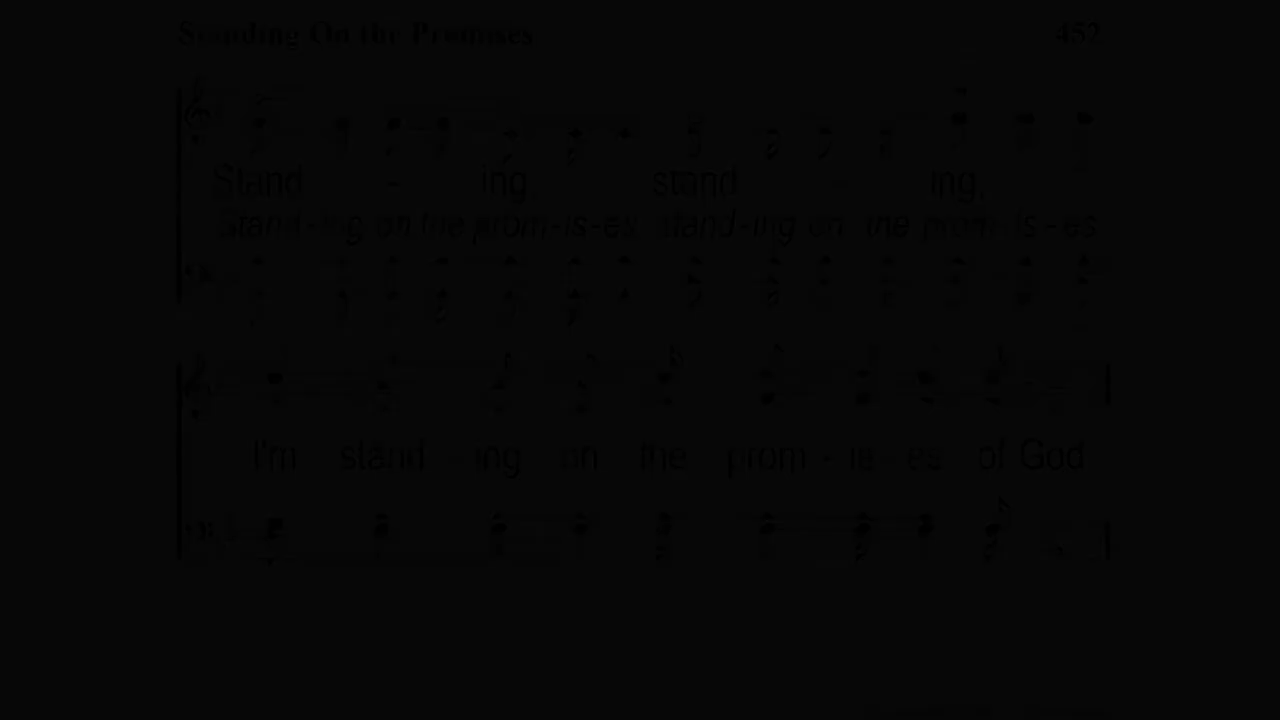 Standing On the Promises 452
Stand - ing, stand - ing,
Stand-ing on the prom-is-es stand-ing on the prom-is-es
I'm stand - ing on the prom - is - es of God